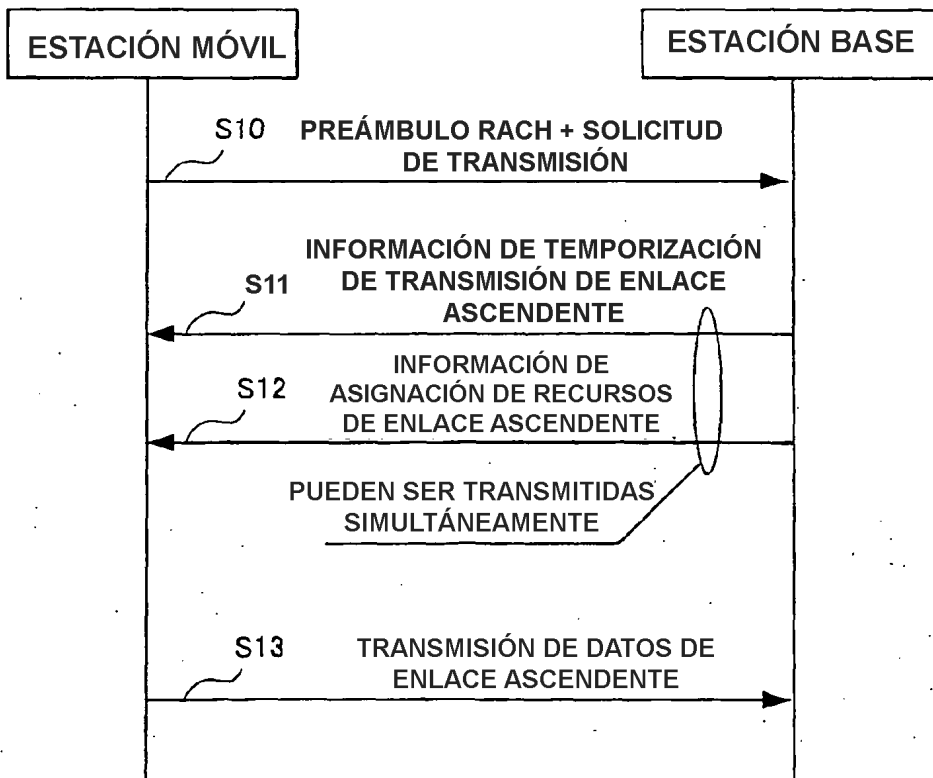 ESTACIÓN MÓVIL
ESTACIÓN BASE
S10
PREÁMBULO RACH + SOLICITUD
DE TRANSMISIÓN
INFORMACIÓN DE TEMPORIZACIÓN
DE TRANSMISIÓN DE ENLACE
ASCENDENTE
S11
INFORMACIÓN DE
ASIGNACIÓN DE RECURSOS
DE ENLACE ASCENDENTE
S12
PUEDEN SER TRANSMITIDAS
SIMULTÁNEAMENTE
S13
TRANSMISIÓN DE DATOS DE
ENLACE ASCENDENTE